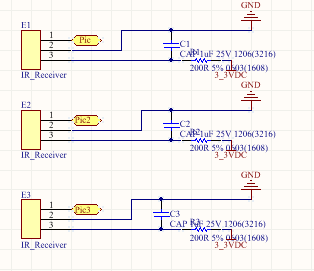 GND
E1
1
Pic
2
3
C1
CAP 1uF 25V 1206(3216)
200R 5% 0603(1608)
3_3VDC
IR_Receiver
GND
E2
1
Pic2
2
3
C2
CAP 1uF 25V 1206(3216)
R2
200R 5% 0603(1608)
3_3VDC
IR_Receiver
GND
E3
1
Pic3
2
3
C3
CAP 1uF 25V 1206(3216)
R3
200R 5% 0603(1608)
3_3VDC
IR_Receiver